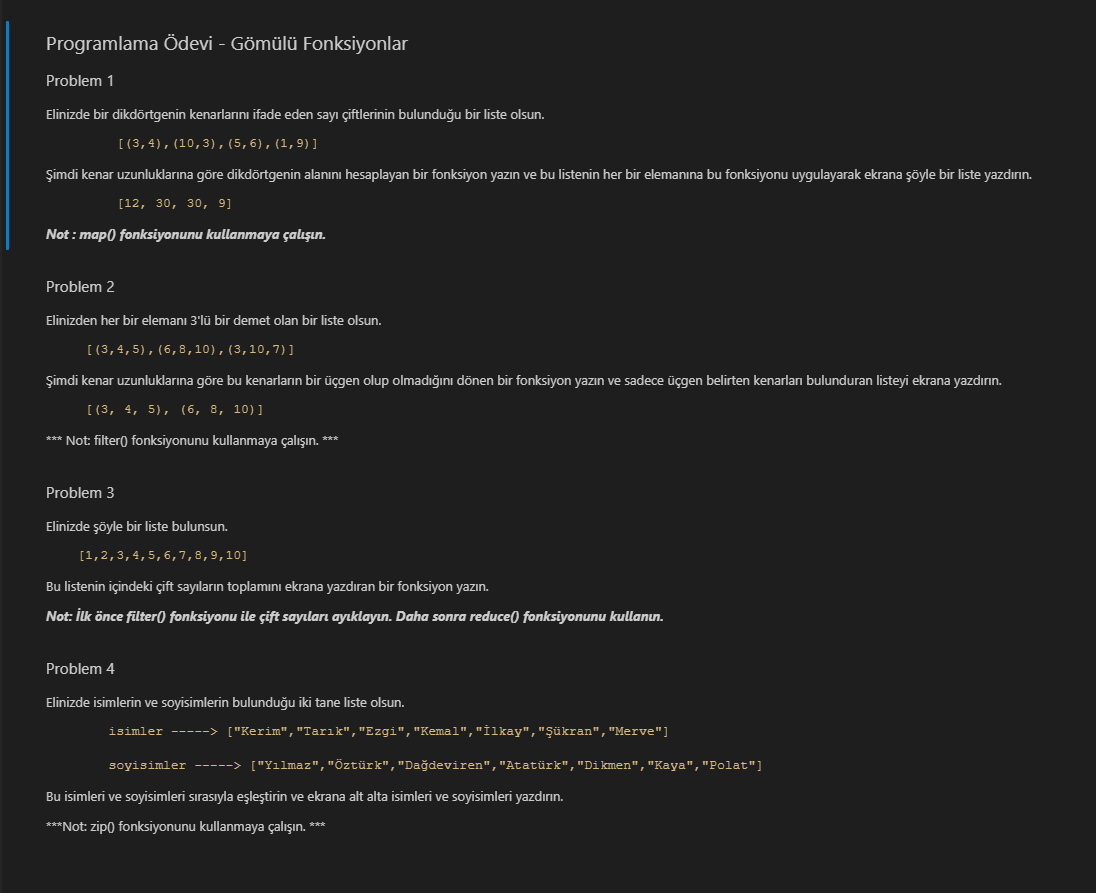 Programlama Ödevi - Gömülü Fonksiyonlar
Problem 1
Elinizde bir dikdörtgenin kenarlarını ifade eden sayı çiftlerinin bulunduğu bir liste olsun.
[(3,4),(10,3),(5,6),(1,9)]
Şimdi kenar uzunluklarına göre dikdörtgenin alanını hesaplayan bir fonksiyon yazın ve bu listenin her bir elemanına bu fonksiyonu uygulayarak ekrana şöyle bir liste yazdırın.
[12, 30, 30, 9]
Not : map() fonksiyonunu kullanmaya çalışın.
Problem 2
Elinizden her bir elemanı 3'lü bir demet olan bir liste olsun.
[(3,4,5),(6,8,10),(3,10,7)]
Şimdi kenar uzunluklarına göre bu kenarların bir üçgen olup olmadığını dönen bir fonksiyon yazın ve sadece üçgen belirten kenarları bulunduran listeyi ekrana yazdırın.
[(3, 4, 5), (6, 8, 10)]
*** Not: filter() fonksiyonunu kullanmaya çalışın. ***
Problem 3
Elinizde şöyle bir liste bulunsun.
[1,2,3,4,5,6,7,8,9,10]
Bu listenin içindeki çift sayıların toplamını ekrana yazdıran bir fonksiyon yazın.
Not: İlk önce filter() fonksiyonu ile çift sayıları ayıklayın. Daha sonra reduce() fonksiyonunu kullanın.
Problem 4
Elinizde isimlerin ve soyisimlerin bulunduğu iki tane liste olsun.
isimler -----> ["Kerim","Tarık","Ezgi","Kemal","İlkay","Şükran","Merve"]
soyisimler -----> ["Yılmaz","Öztürk","Dağdeviren","Atatürk","Dikmen","Kaya","Polat"]
Bu isimleri ve soyisimleri sırasıyla eşleştirin ve ekrana alt alta isimleri ve soyisimleri yazdırın.
***Not: zip() fonksiyonunu kullanmaya çalışın. ***